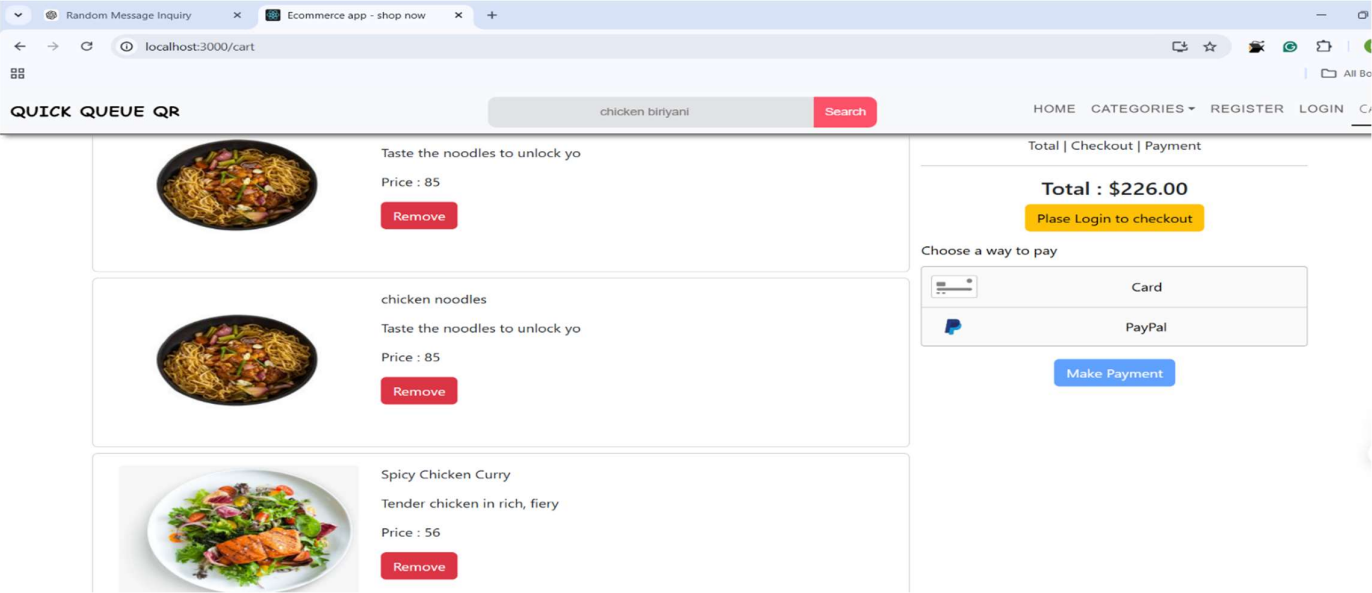 Random Message Inquiry
Ecommerce app - shop now
localhost:3000/cart
All Bo
QUICK QUEUE QR
chicken biriyani
Search
HOME CATEGORIES REGISTER LOGIN CA
Taste the noodles to unlock yo
Price : 85
Remove
chicken noodles
Taste the noodles to unlock yo
Price : 85
Remove
Spicy Chicken Curry
Tender chicken in rich, fiery
Price : 56
Remove
Total | Checkout | Payment
Total : $226.00
Plase Login to checkout
Choose a way to pay
Card
PayPal
Make Payment